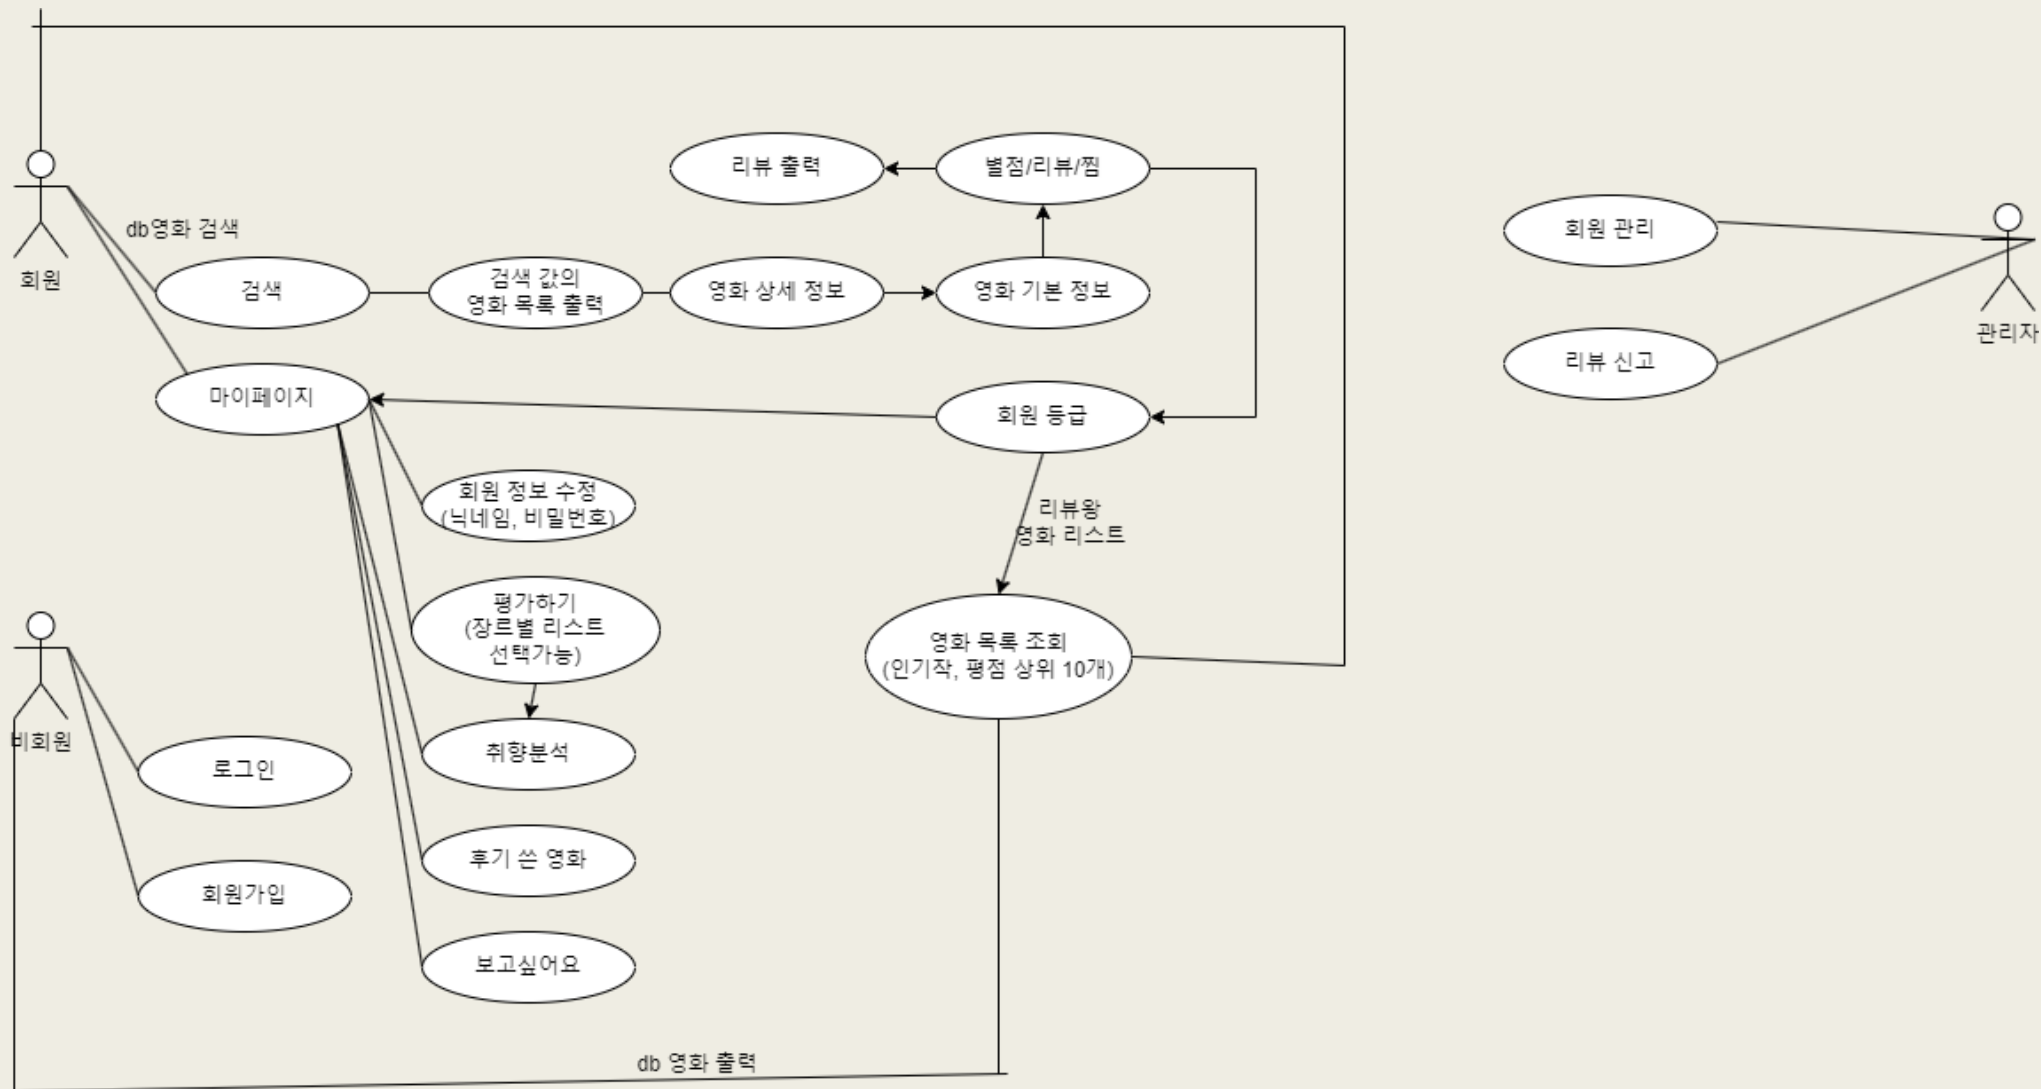 리뷰 출력
별점/리뷰/찜
회원
db영화 검색
회원 관리
검색
검색 값의
영화 목록 출력
영화 상세 정보
영화 기본 정보
관리자
리뷰 신고
마이페이지
회원 등급
회원 정보 수정
(닉네임, 비밀번호)
리뷰왕
영화 리스트
평가하기
(장르별 리스트
선택가능)
영화 목록 조회
(인기작, 평점 상위 10개)
비회원
로그인
취향분석
후기 쓴 영화
회원가입
보고싶어요
db 영화 출력